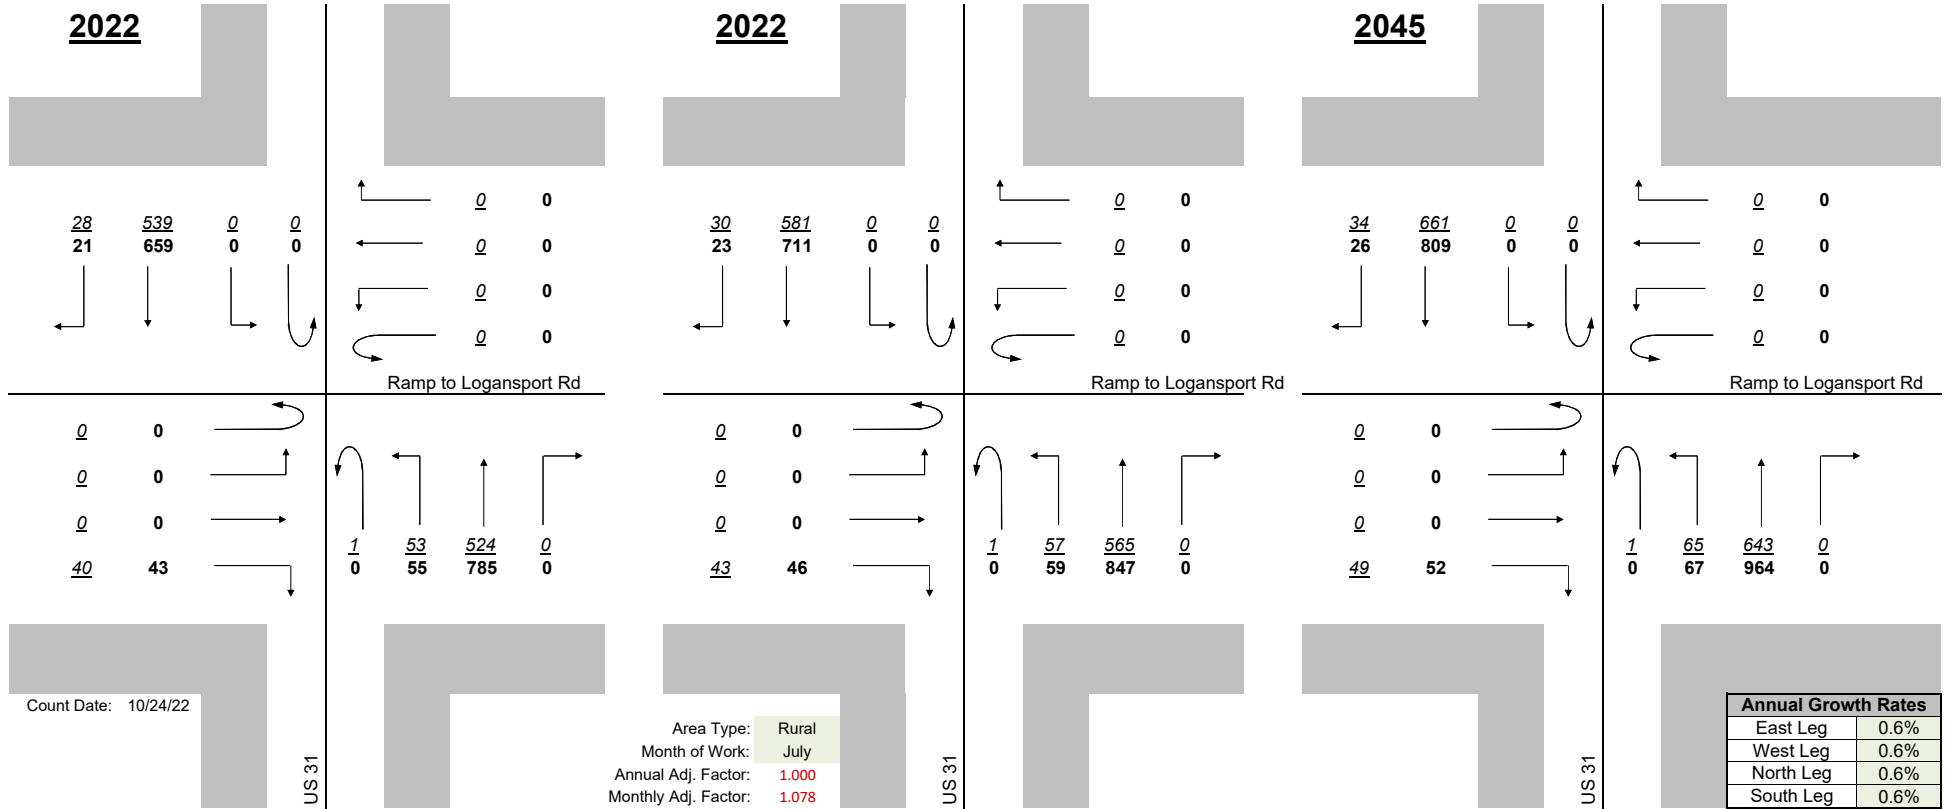 2022
28 539 0 0
21 659 0 0
0 0
0 0
0 0
0 0
Ramp to Logansport Rd
0 0
0 0
0 0
40 43
1 53 524 0
0 55 785 0
Count Date: 10/24/22
US 31
2022
30 581 0 0
23 711 0 0
0 0
0 0
0 0
0 0
Ramp to Logansport Rd
0 0
0 0
0 0
43 46
1 57 565 0
0 59 847 0
Area Type: Rural
Month of Work: July
Annual Adj. Factor: 1.000
Monthly Adj. Factor: 1.078
US 31
2045
34 661 0 0
26 809 0 0
0 0
0 0
0 0
0 0
Ramp to Logansport Rd
0 0
0 0
0 0
49 52
1 65 643 0
0 67 964 0
US 31
Annual Growth Rates
East Leg 0.6%
West Leg 0.6%
North Leg 0.6%
South Leg 0.6%